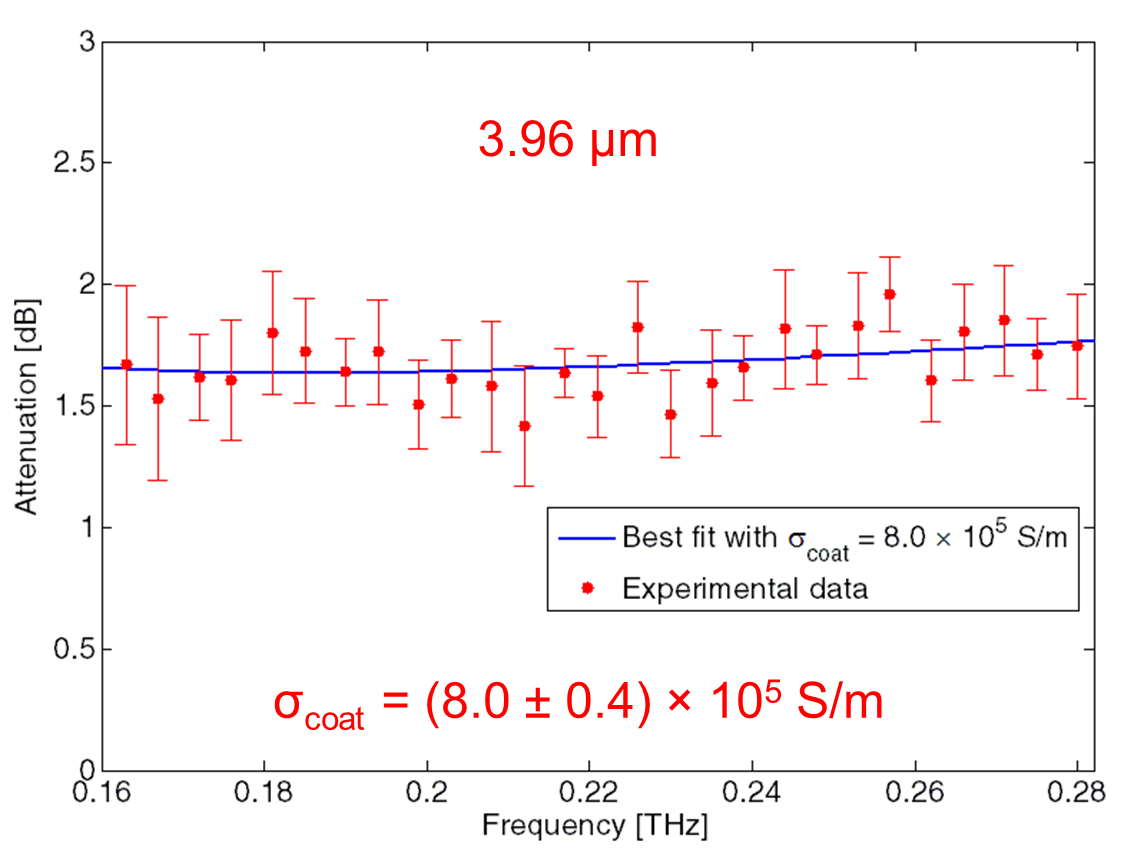 3
2.5
2
1.5
1
0.5
0
0.16
0.18
0.2
0.22
0.24
0.26
0.28
Attenuation [dB]
Frequency [THz]
3.96 μm
Best fit with σcoat = 8.0 × 10⁵ S/m
Experimental data
σcoat = (8.0 ± 0.4) × 10⁵ S/m